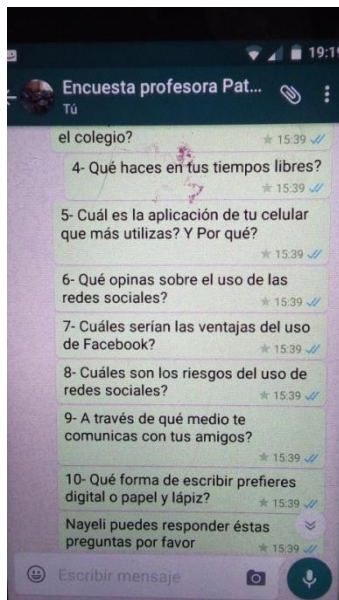 19:19
Encuesta profesora Pat...
Tú
el colegio?
15:39
4- Qué haces en tus tiempos libres?
15:39
5- Cuál es la aplicación de tu celular
que más utilizas? Y Por qué?
15:39
6- Qué opinas sobre el uso de las
redes sociales?
15:39
7- Cuáles serían las ventajas del uso
de Facebook?
15:39
8- Cuáles son los riesgos del uso de
redes sociales?
15:39
9- A través de qué medio te
comunicas con tus amigos?
15:39
10- Qué forma de escribir prefieres
digital o papel y lápiz?
15:39
Nayeli puedes responder éstas
preguntas por favor
15:39
Escribir mensaje